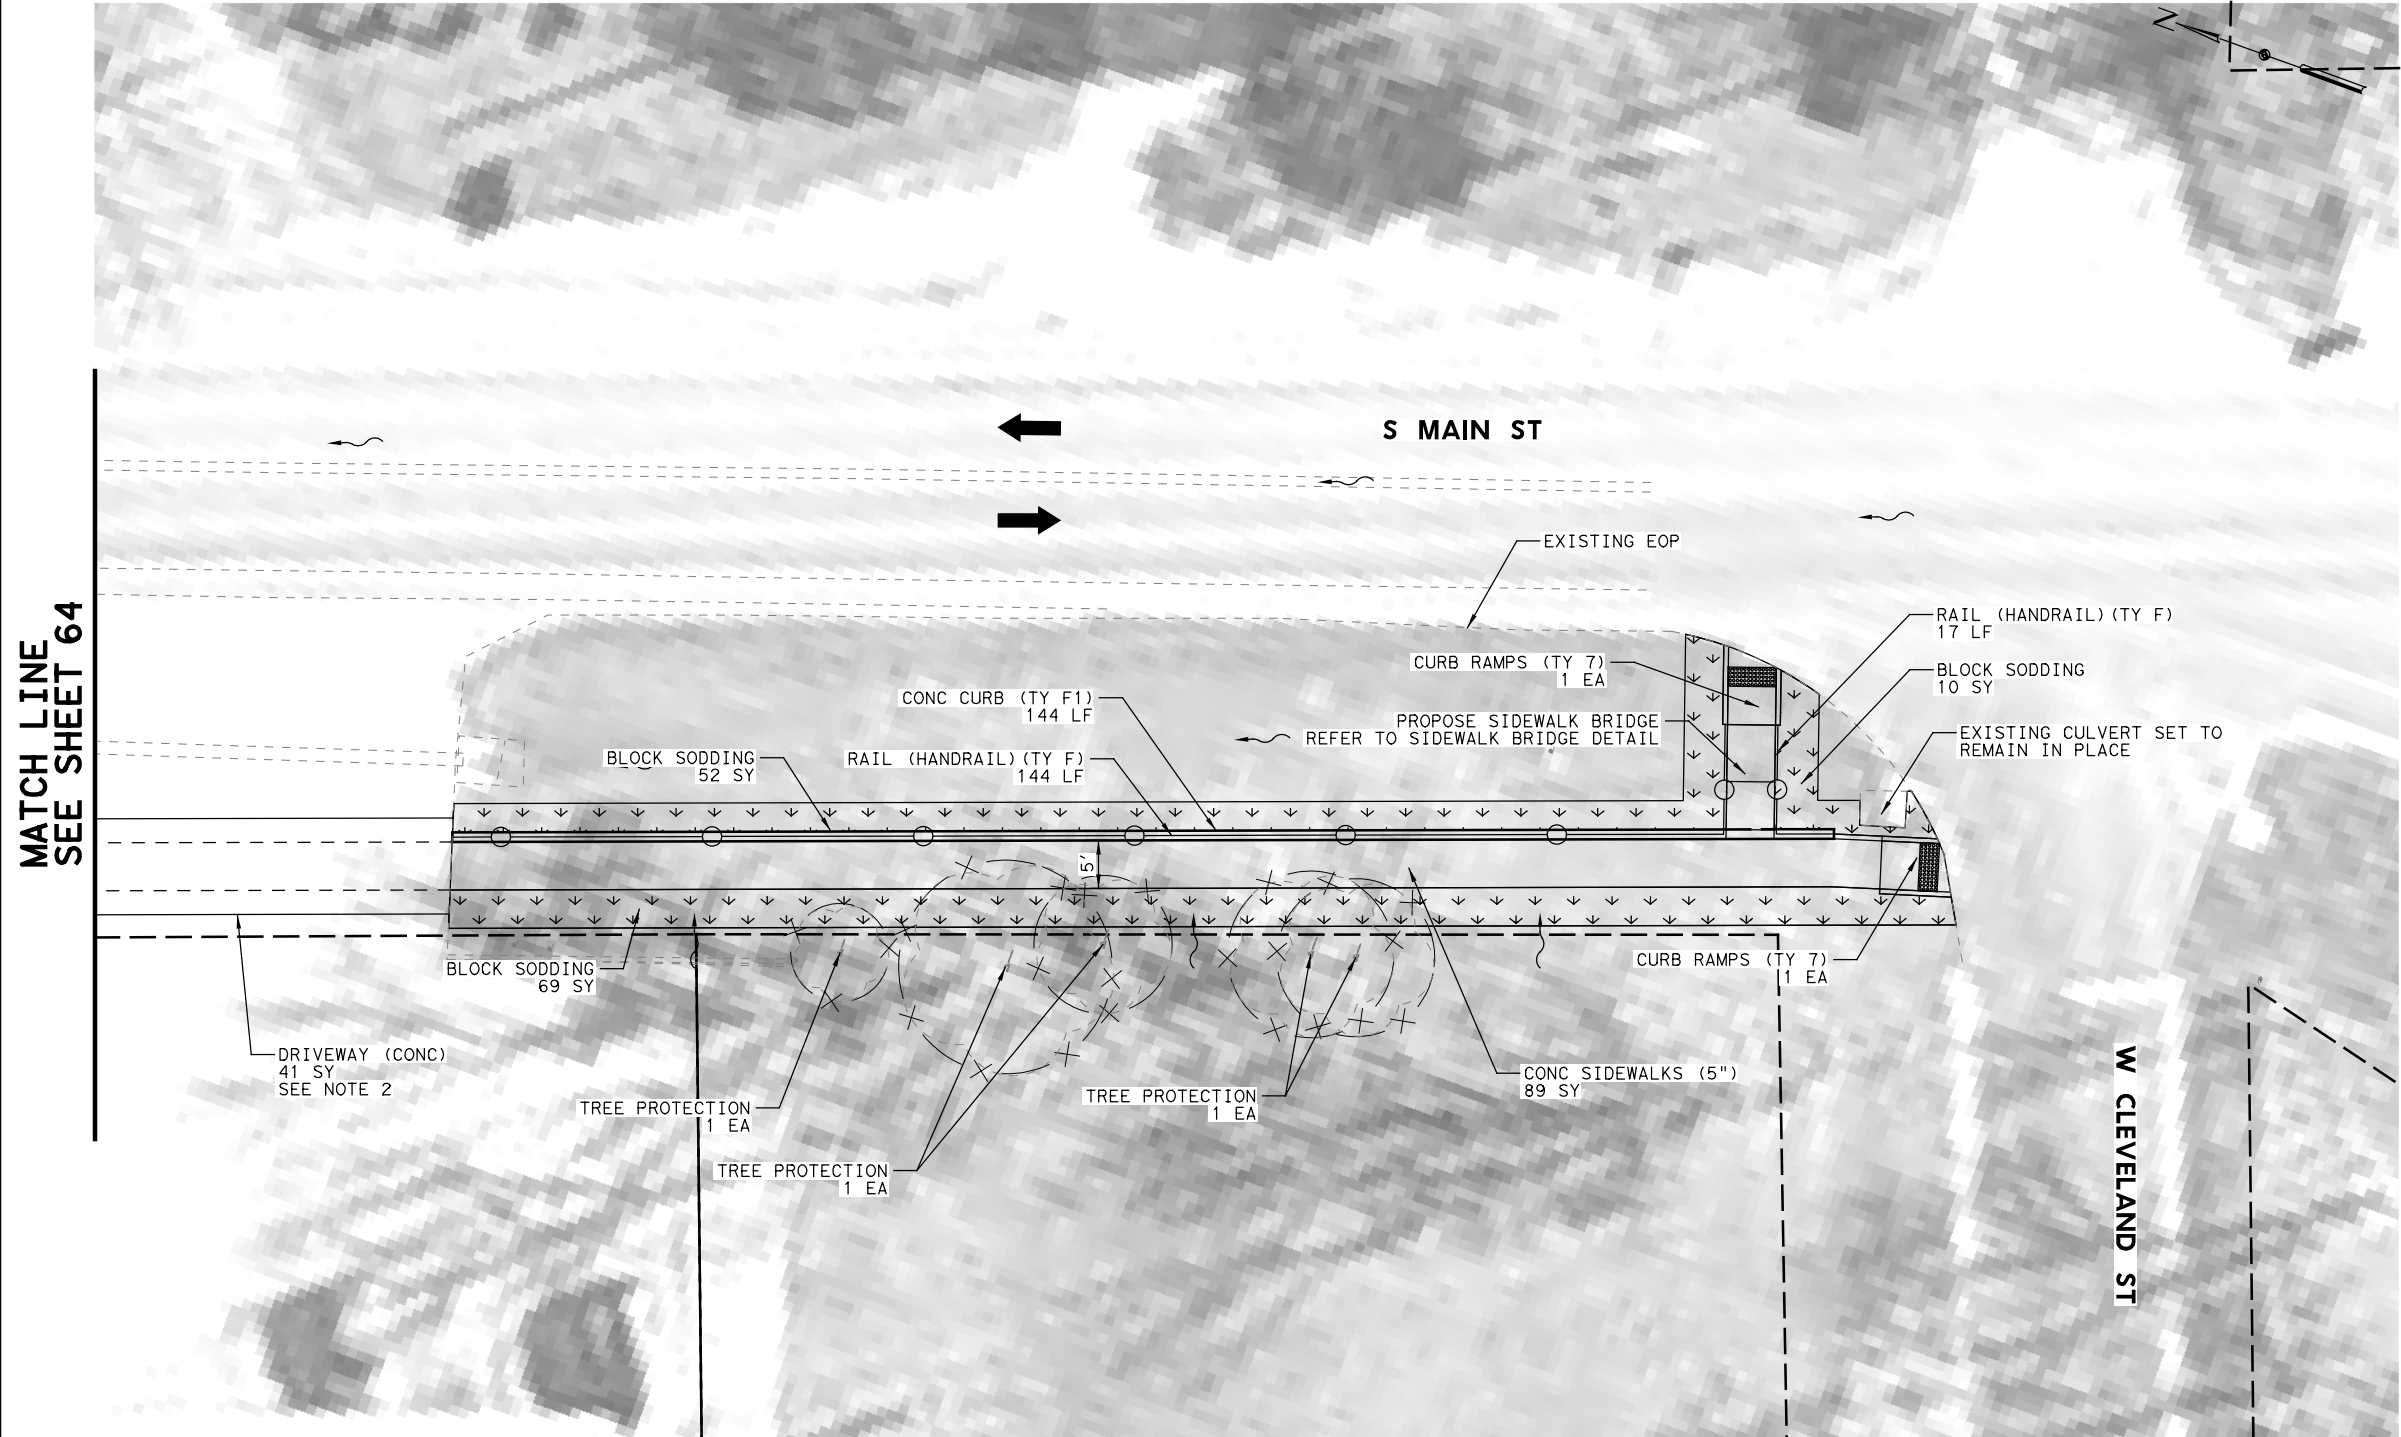 N
MATCH LINE
SEE SHEET 64
S MAIN ST
EXISTING EOP
RAIL (HANDRAIL)(TY F)
17 LF
CURB RAMPS (TY 7)
1 EA
BLOCK SODDING
10 SY
CONC CURB (TY F1)
144 LF
PROPOSE SIDEWALK BRIDGE
REFER TO SIDEWALK BRIDGE DETAIL
EXISTING CULVERT SET TO
REMAIN IN PLACE
BLOCK SODDING
52 SY
RAIL (HANDRAIL)(TY F)
144 LF
5'
BLOCK SODDING
69 SY
CURB RAMPS (TY 7)
1 EA
DRIVEWAY (CONC)
41 SY
SEE NOTE 2
TREE PROTECTION
1 EA
TREE PROTECTION
1 EA
TREE PROTECTION
1 EA
CONC SIDEWALKS (5")
89 SY
W CLEVELAND ST